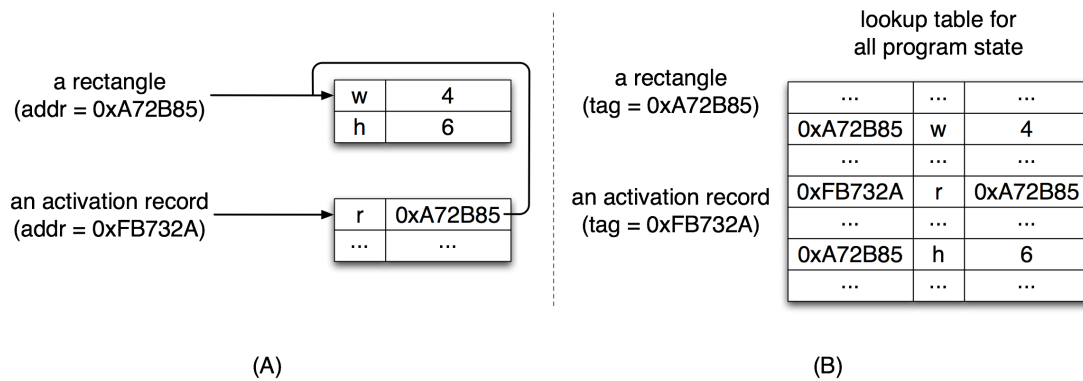 a rectangle
(addr = 0xA72B85)
w 4
h 6
an activation record
(addr = 0xFB732A)
r 0xA72B85
... ...
(A)
lookup table for
all program state
a rectangle
(tag = 0xA72B85)
an activation record
(tag = 0xFB732A)
... ... ...
0xA72B85 w 4
... ... ...
0xFB732A r 0xA72B85
... ... ...
0xA72B85 h 6
... ... ...
(B)